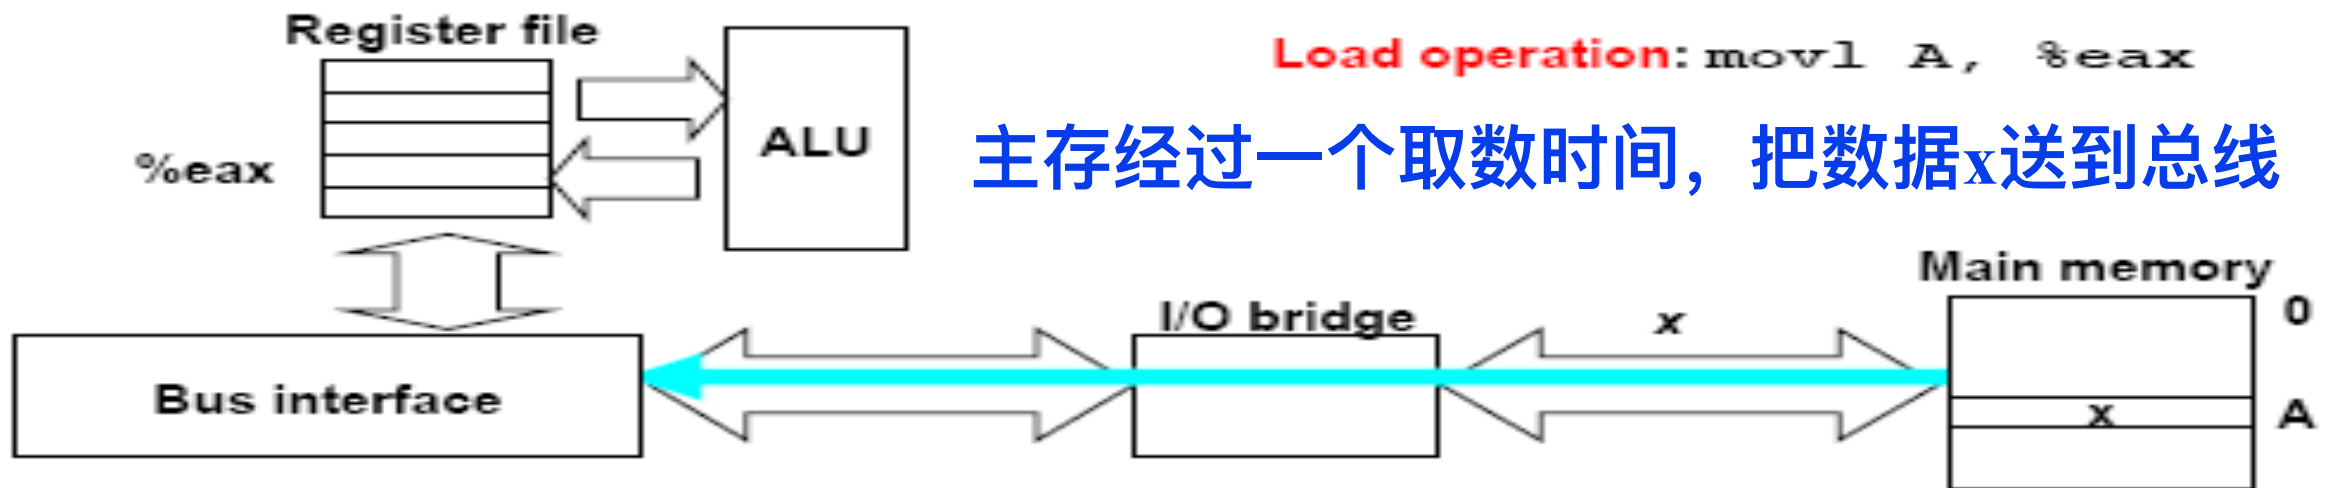 Register file
Load operation: movl A, %eax
ALU
主存经过一个取数时间，把数据x送到总线
%eax
Main memory
0
I/O bridge
x
Bus interface
x
A